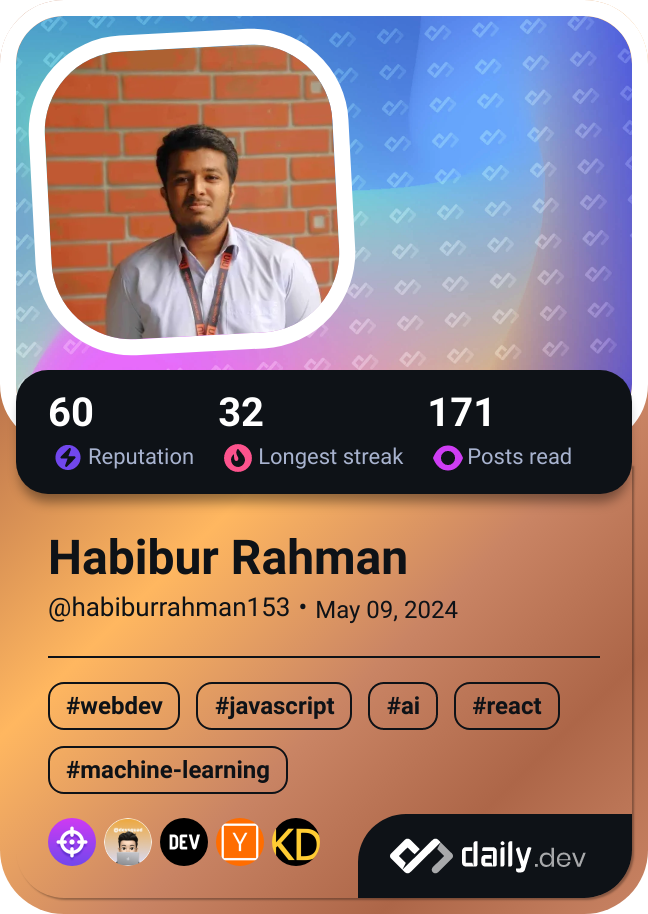 60 32 171
Reputation Longest streak Posts read
Habibur Rahman
@habiburrahman153 • May 09, 2024
#webdev #javascript #ai #react
#machine-learning
DEV Y KD
daily.dev